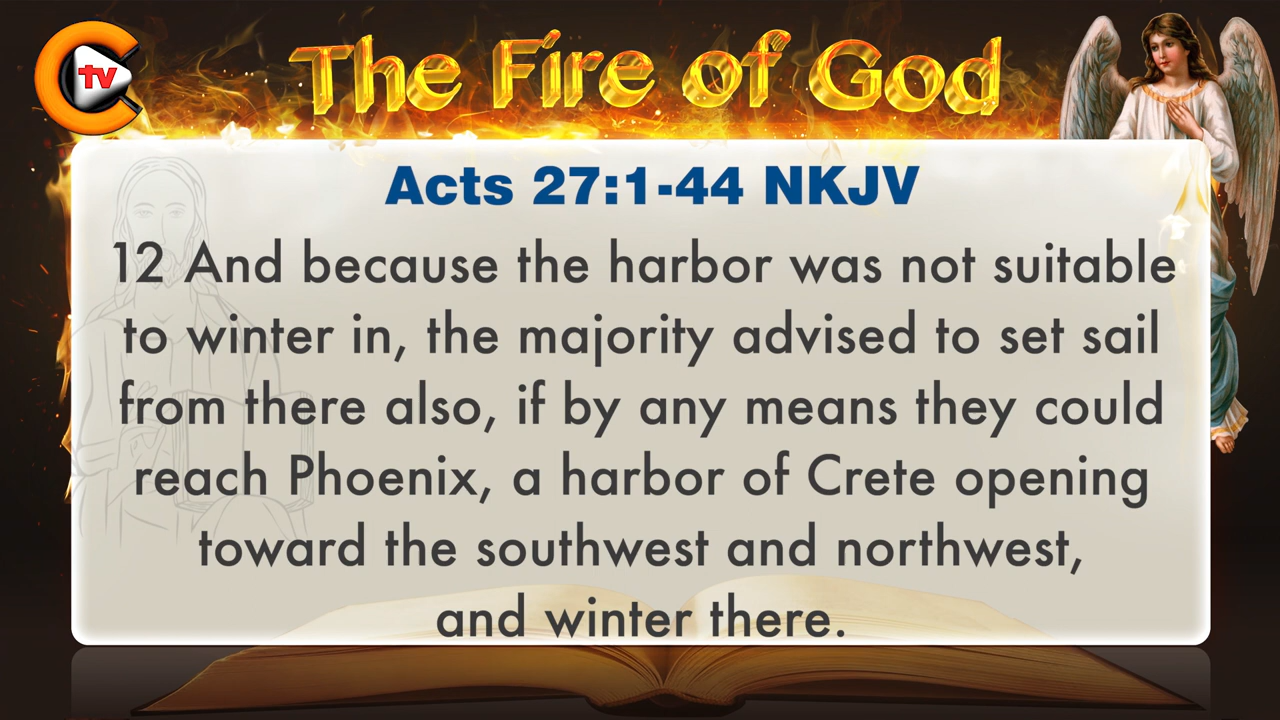 tv
The Fire of God
Acts 27:1-44 NKJV
12 And because the harbor was not suitable
to winter in, the majority advised to set sail
from there also, if by any means they could
reach Phoenix, a harbor of Crete opening
toward the southwest and northwest,
and winter there.